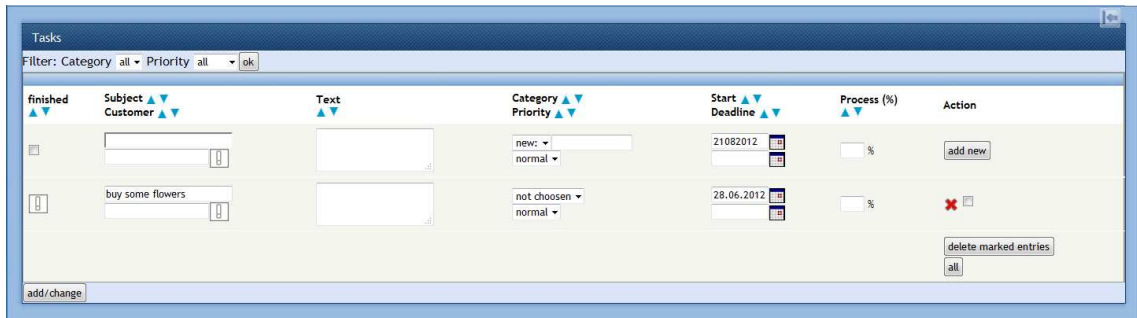 Tasks
Filter: Category all Priority all ok
finished Subject Text Category Start Process (%) Action
Customer Priority Deadline
new: 21082012
normal % add new
buy some flowers not choosen 28.06.2012
normal %
delete marked entries
all
add/change